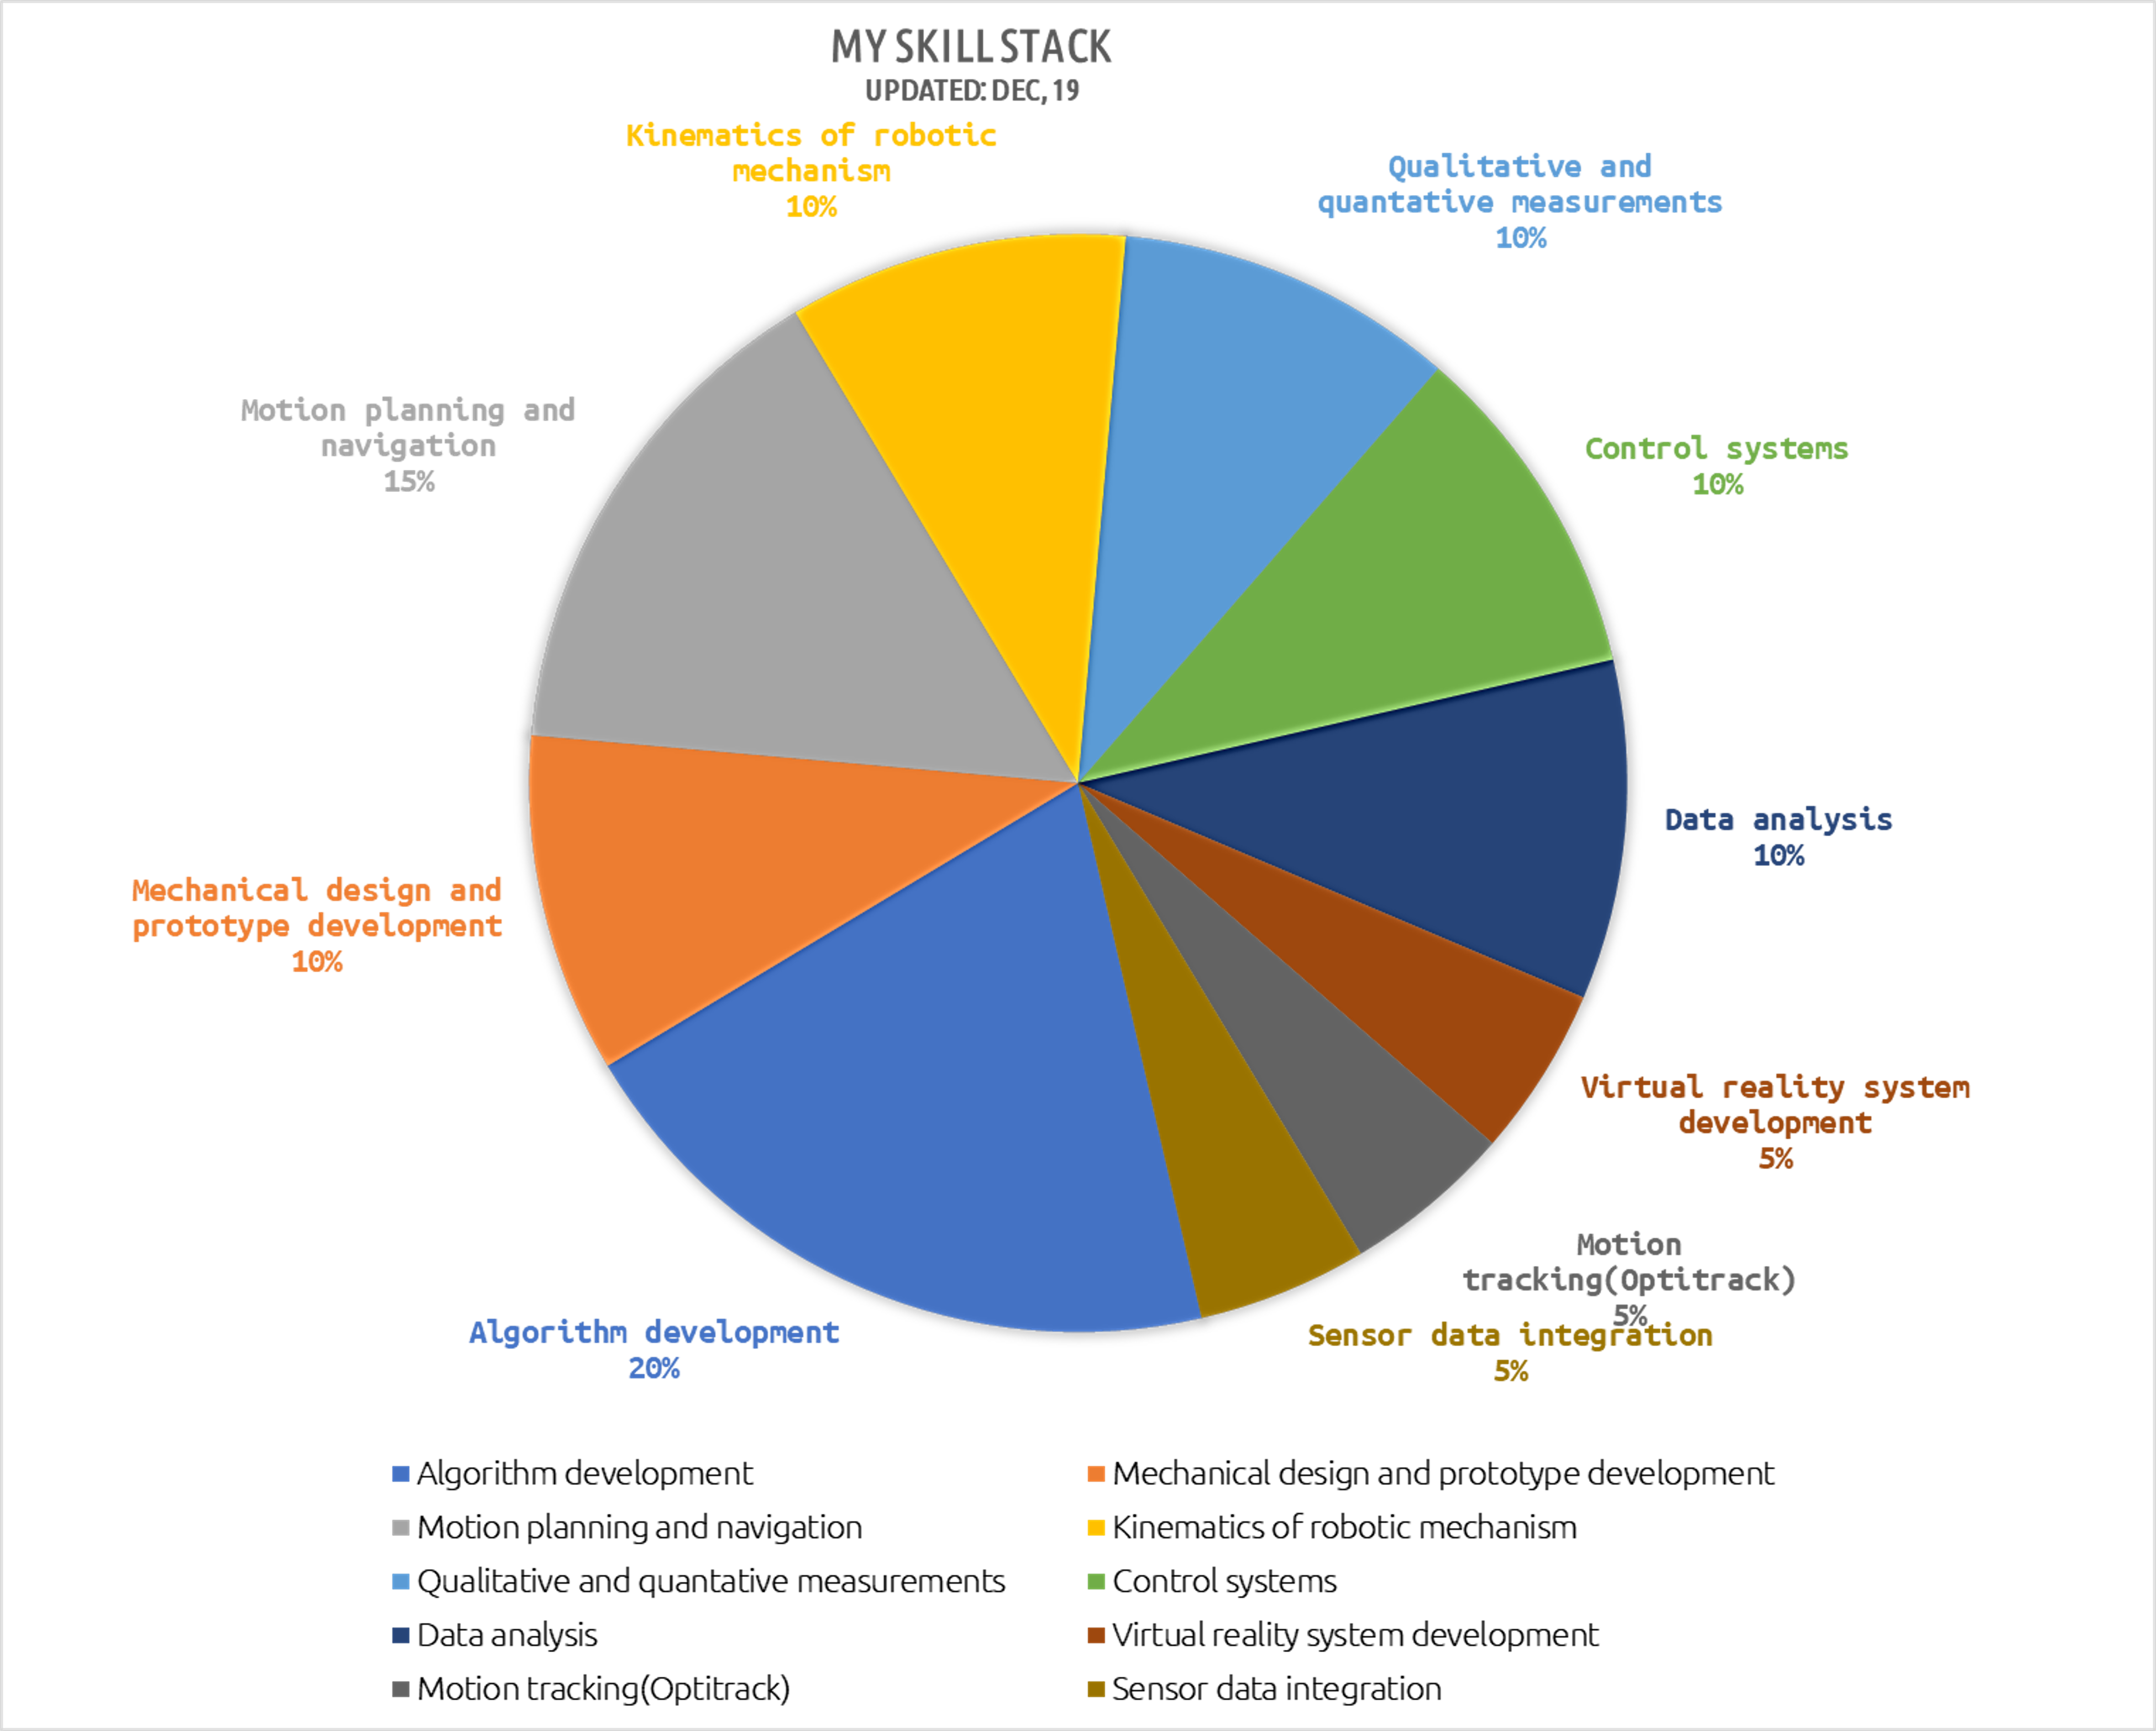 MY SKILL STACK
UPDATED: DEC, 19
Kinematics of robotic
mechanism
10%
Qualitative and
quantative measurements
10%
Motion planning and
navigation
15%
Control systems
10%
Data analysis
10%
Mechanical design and
prototype development
10%
Virtual reality system
development
5%
Motion
tracking(Optitrack)
5%
Algorithm development
20%
Sensor data integration
5%
Algorithm development
Mechanical design and prototype development
Motion planning and navigation
Kinematics of robotic mechanism
Qualitative and quantative measurements
Control systems
Data analysis
Virtual reality system development
Motion tracking(Optitrack)
Sensor data integration